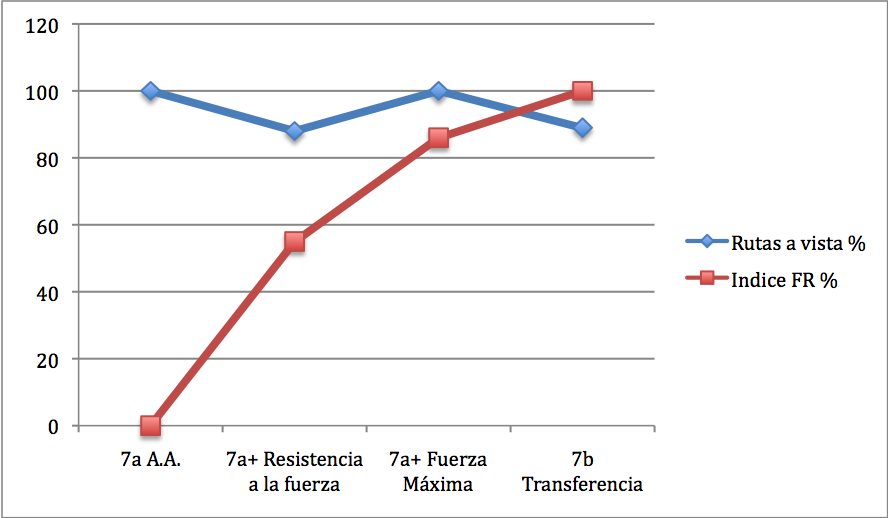 120
100
80
60
40
20
0
7a A.A.
7a+ Resistencia
a la fuerza
7a+ Fuerza
Máxima
7b
Transferencia
Rutas a vista %
Indice FR %